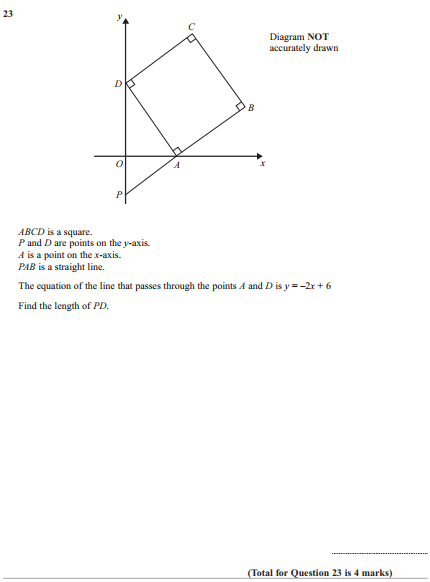 23
y
C
Diagram NOT
accurately drawn
D
B
O
A
x
P
ABCD is a square.
P and D are points on the y-axis.
A is a point on the x-axis.
PAB is a straight line.
The equation of the line that passes through the points A and D is y = –2x + 6
Find the length of PD.
(Total for Question 23 is 4 marks)